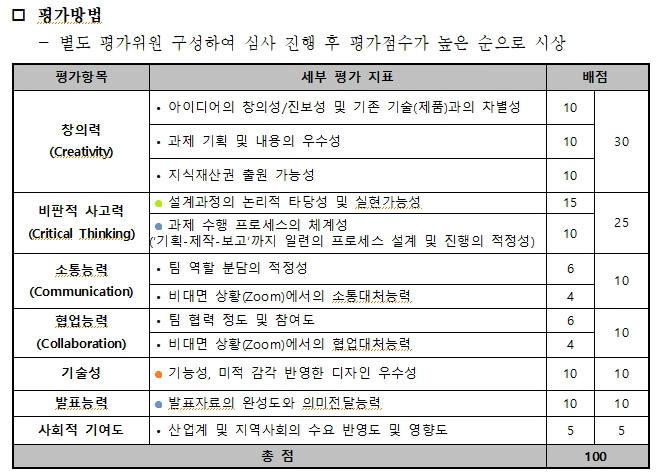 □ 평가방법
- 별도 평가위원 구성하여 심사 진행 후 평가점수가 높은 순으로 시상
평가항목 세부 평가 지표 배점
창의력
(Creativity)
• 아이디어의 창의성/진보성 및 기존 기술(제품)과의 차별성 10
• 과제 기획 및 내용의 우수성 10 30
• 지식재산권 출원 가능성 10
비판적 사고력
(Critical Thinking)
● 설계과정의 논리적 타당성 및 실현가능성 15
● 과제 수행 프로세스의 체계성
('기획-제작-보고'까지 일련의 프로세스 설계 및 진행의 적정성) 10 25
소통능력
(Communication)
• 팀 역할 분담의 적정성 6
• 비대면 상황(Zoom)에서의 소통대처능력 4 10
협업능력
(Collaboration)
• 팀 협력 정도 및 참여도 6
• 비대면 상황(Zoom)에서의 협업대처능력 4 10
기술성 ● 기능성, 미적 감각 반영한 디자인 우수성 10 10
발표능력 ● 발표자료의 완성도와 의미전달능력 10 10
사회적 기여도 • 산업계 및 지역사회의 수요 반영도 및 영향도 5 5
총 점 100